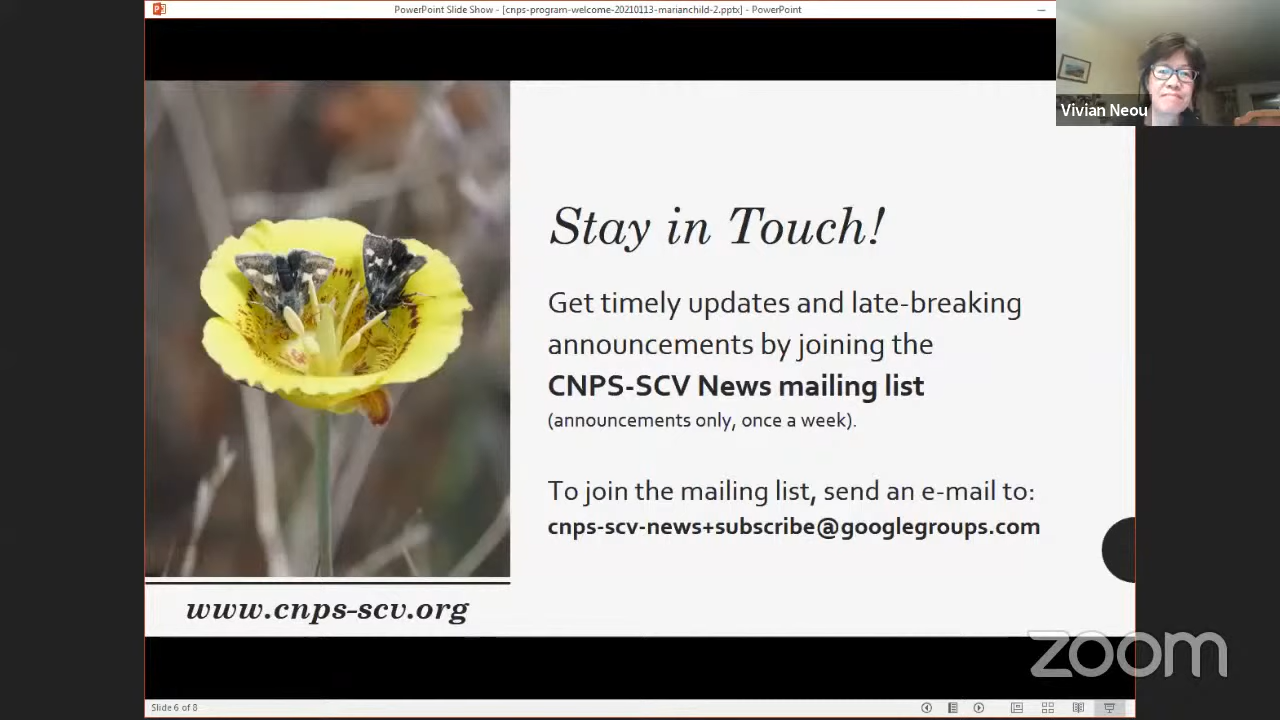 PowerPoint Slide Show - [cnps-program-welcome-20210113-marianchild-2.pptx] - PowerPoint
Vivian Neou
Stay in Touch!
Get timely updates and late-breaking
announcements by joining the
CNPS-SCV News mailing list
(announcements only, once a week).
To join the mailing list, send an e-mail to:
cnps-scv-news+subscribe@googlegroups.com
www.cnps-scv.org
zoom
Slide 6 of 8